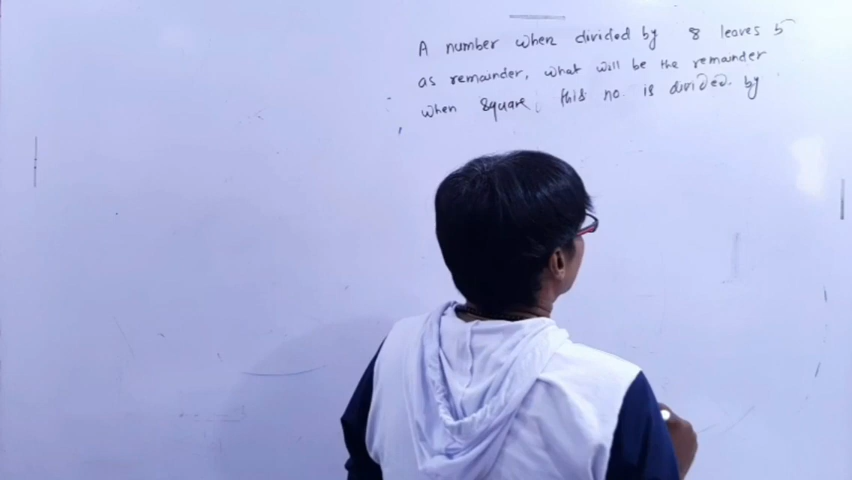 A number when divided by 8 leaves 5
as remainder, what will be the remainder
when square this no. is divided by